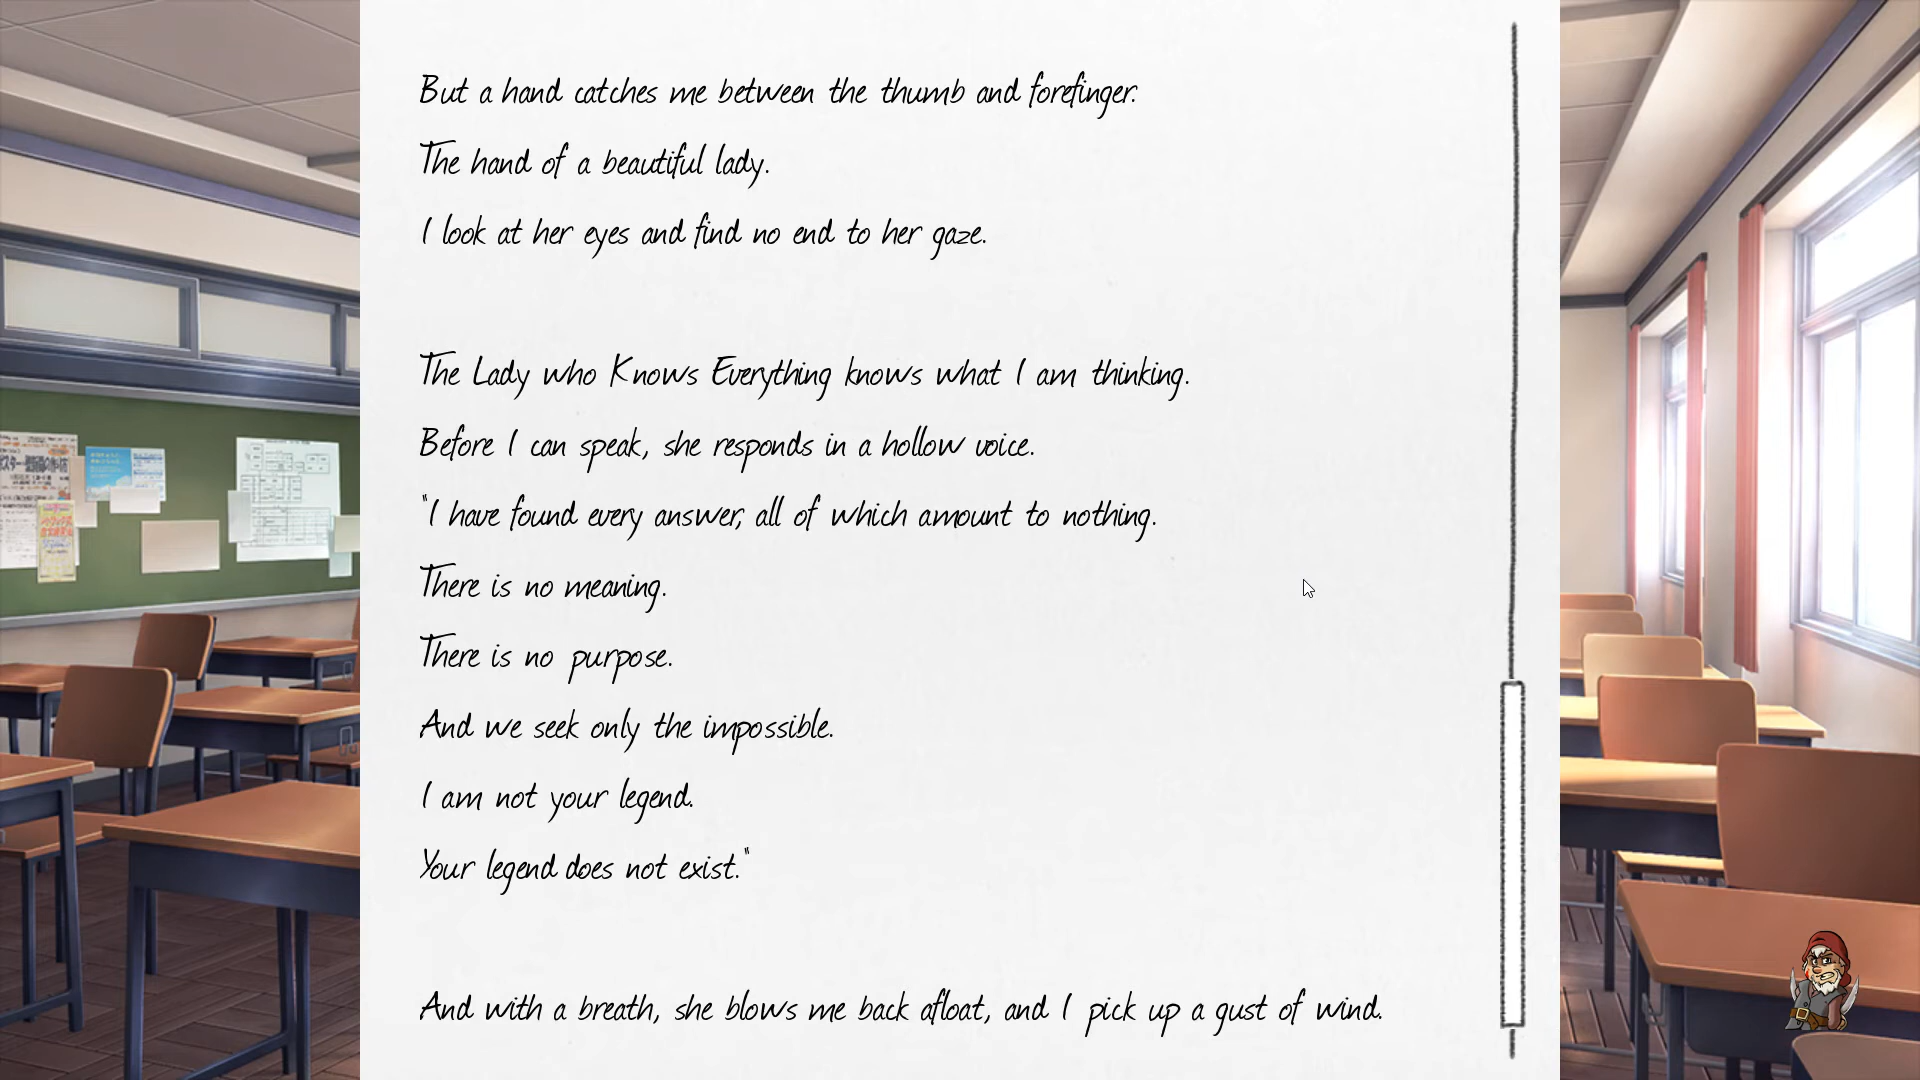 But a hand catches me between the thumb and forefinger.
The hand of a beautiful lady.
I look at her eyes and find no end to her gaze.
The Lady who Knows Everything knows what I am thinking.
Before I can speak, she responds in a hollow voice.
"I have found every answer, all of which amount to nothing.
There is no meaning.
There is no purpose.
And we seek only the impossible.
I am not your legend.
Your legend does not exist."
And with a breath, she blows me back afloat, and I pick up a gust of wind.